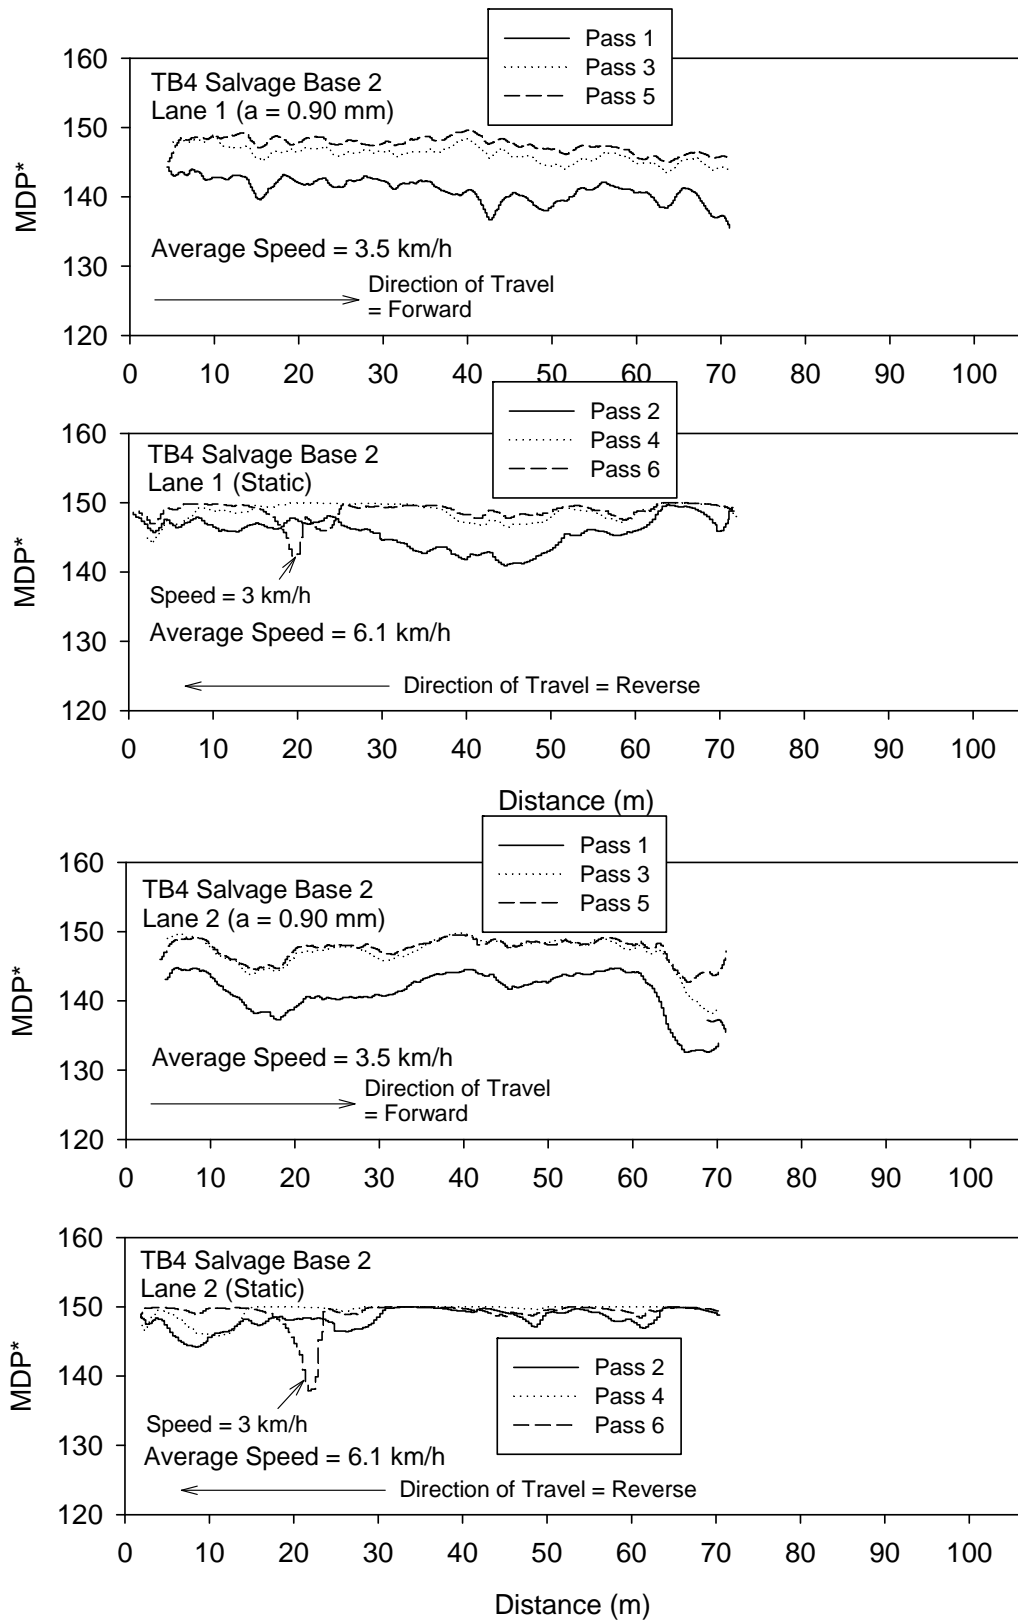 Pass 1
Pass 3
Pass 5
160
150
140
130
120
MDP*
TB4 Salvage Base 2
Lane 1 (a = 0.90 mm)
Average Speed = 3.5 km/h
Direction of Travel
= Forward
0 10 20 30 40 50 60 70 80 90 100
Pass 2
Pass 4
Pass 6
160
150
140
130
120
MDP*
TB4 Salvage Base 2
Lane 1 (Static)
Speed = 3 km/h
Average Speed = 6.1 km/h
Direction of Travel = Reverse
0 10 20 30 40 50 60 70 80 90 100
Distance (m)
Pass 1
Pass 3
Pass 5
160
150
140
130
120
MDP*
TB4 Salvage Base 2
Lane 2 (a = 0.90 mm)
Average Speed = 3.5 km/h
Direction of Travel
= Forward
0 10 20 30 40 50 60 70 80 90 100
160
150
140
130
120
MDP*
TB4 Salvage Base 2
Lane 2 (Static)
Pass 2
Pass 4
Pass 6
Speed = 3 km/h
Average Speed = 6.1 km/h
Direction of Travel = Reverse
0 10 20 30 40 50 60 70 80 90 100
Distance (m)